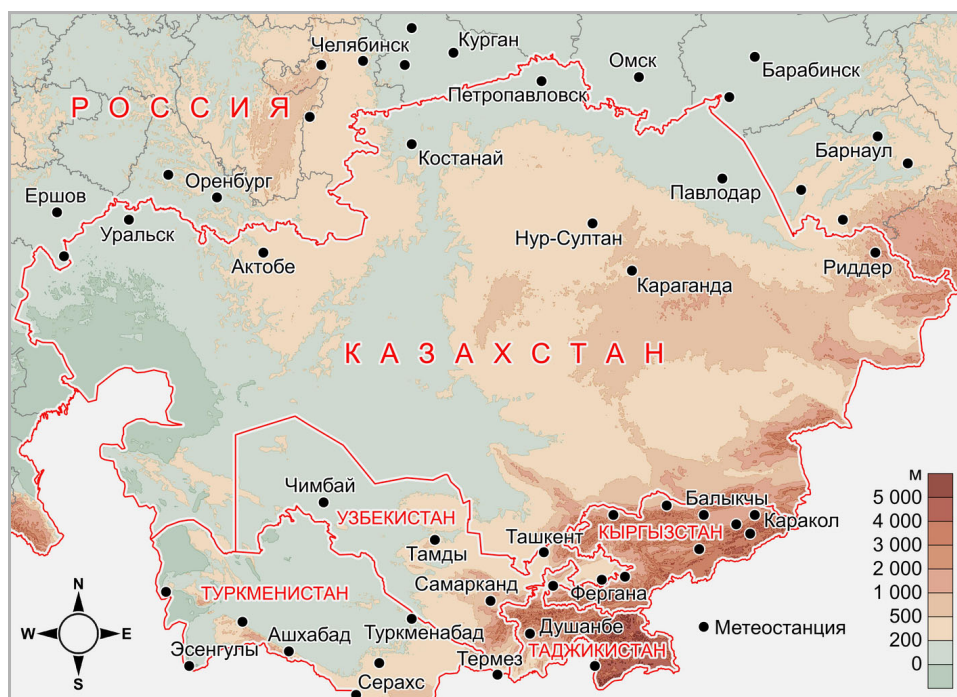 Челябинск
Курган
Омск
Барабинск
РОССИЯ
Петропавловск
Костанай
Барнаул
Оренбург
Павлодар
Ершов
Уральск
Нур-Султан
Актобе
Риддер
Караганда
КАЗАХСТАН
м
5 000
4 000
3 000
2 000
1 000
500
200
0
Чимбай
Балыкчы
УЗБЕКИСТАН
Каракол
КЫРГЫЗСТАН
Ташкент
Тамды
Самарканд
Фергана
ТУРКМЕНИСТАН
N
W
E
S
Ашхабад
Туркменабад
Душанбе
Метеостанция
Эсенгулы
ТАДЖИКИСТАН
Термез
Серахс